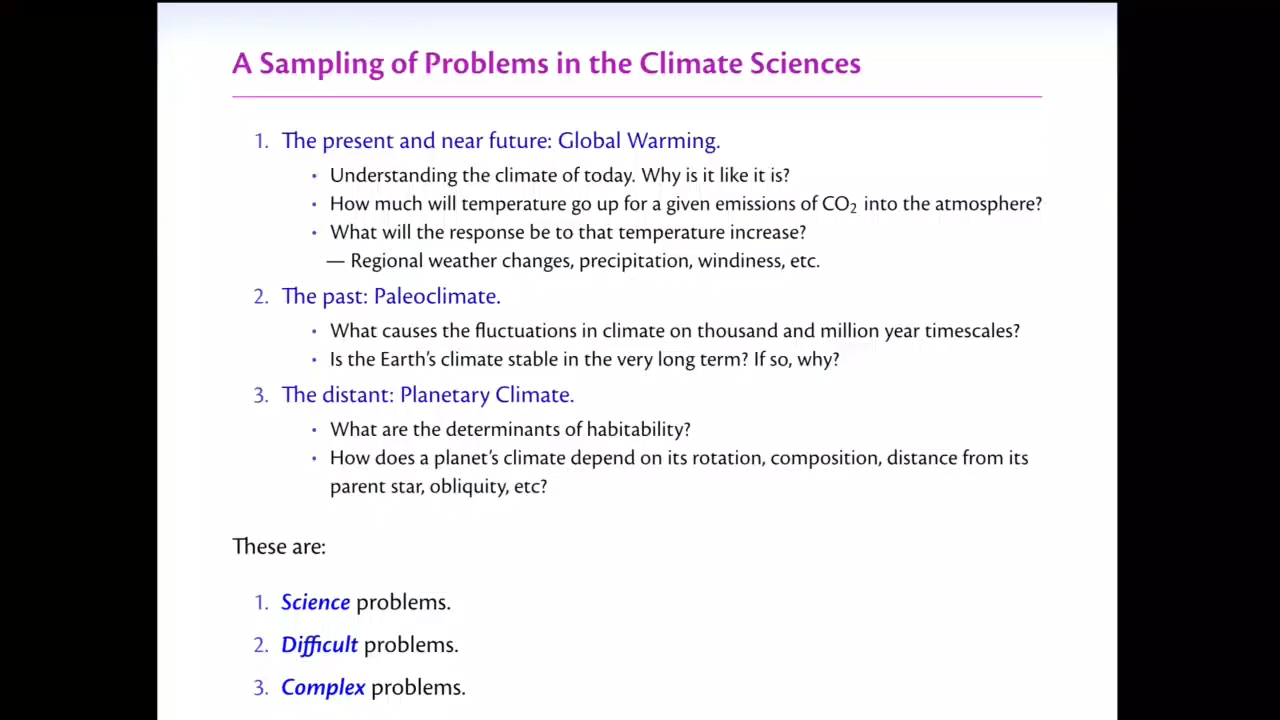 A Sampling of Problems in the Climate Sciences
1. The present and near future: Global Warming.
• Understanding the climate of today. Why is it like it is?
• How much will temperature go up for a given emissions of CO₂ into the atmosphere?
• What will the response be to that temperature increase?
— Regional weather changes, precipitation, windiness, etc.
2. The past: Paleoclimate.
• What causes the fluctuations in climate on thousand and million year timescales?
• Is the Earth's climate stable in the very long term? If so, why?
3. The distant: Planetary Climate.
• What are the determinants of habitability?
• How does a planet's climate depend on its rotation, composition, distance from its
parent star, obliquity, etc?
These are:
1. Science problems.
2. Difficult problems.
3. Complex problems.